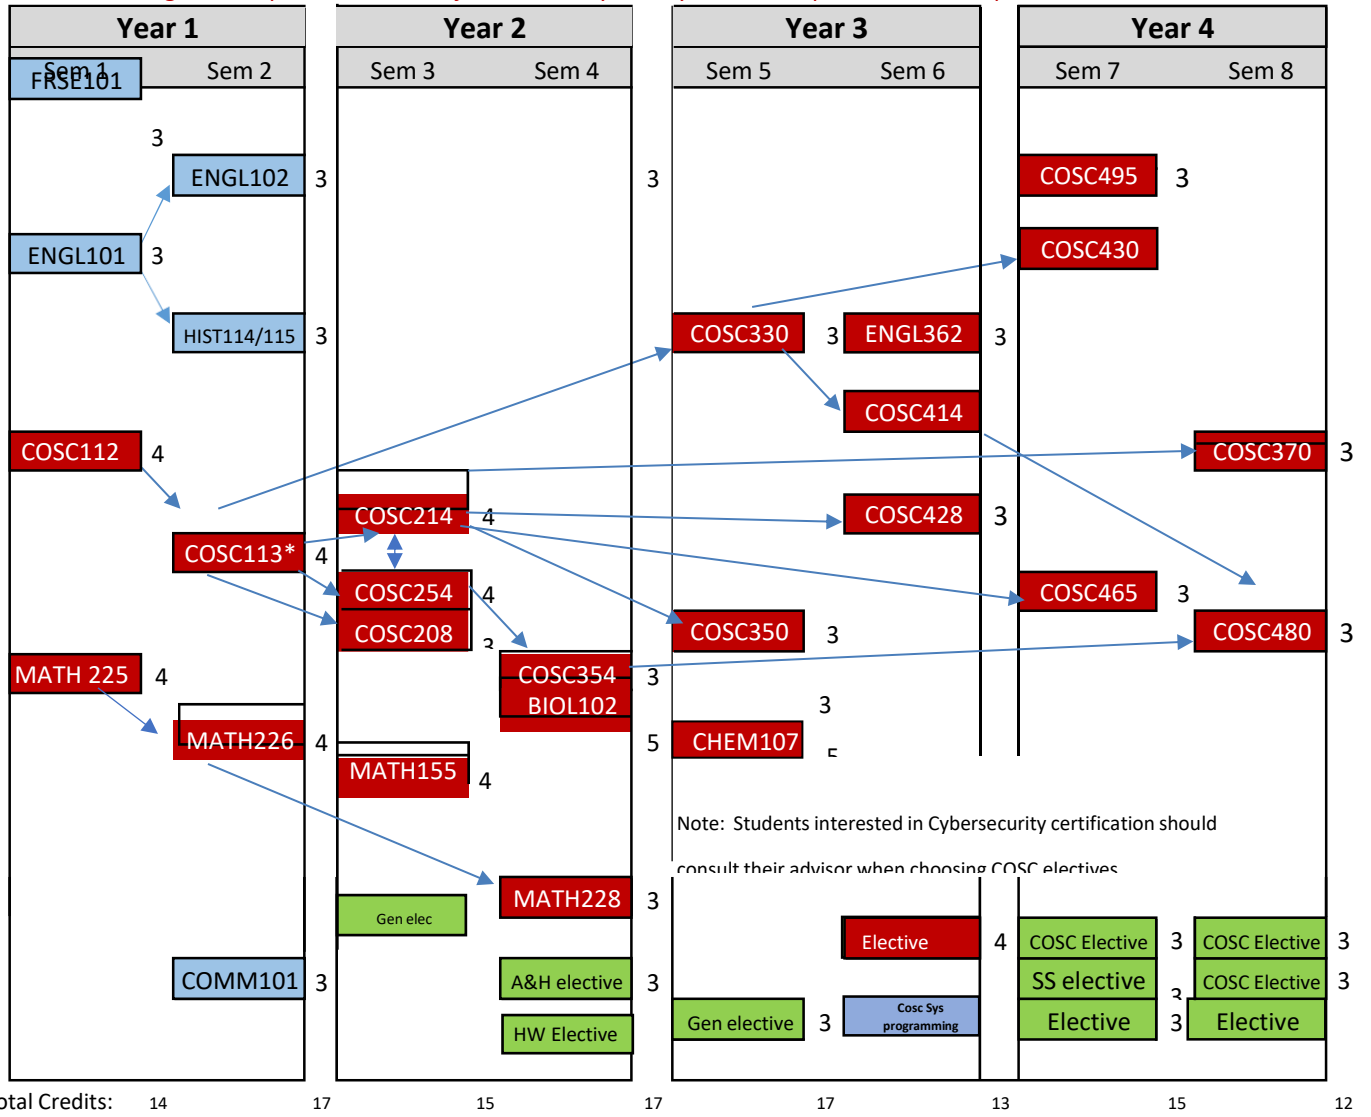 Year 1 Year 2 Year 3 Year 4
Sem 1 Sem 2 Sem 3 Sem 4 Sem 5 Sem 6 Sem 7 Sem 8
FRSE101
3
ENGL102 3 3 COSC495 3
ENGL101 3 COSC430
HIST114/115 3 COSC330 3 ENGL362 3
COSC414
COSC112 4 COSC370 3
COSC214 4 COSC428 3
COSC113* 4
COSC254 4 COSC465 3
COSC208 3 COSC350 3 COSC480 3
MATH 225 4 COSC354 3
BIOL102 3
MATH226 4 5 CHEM107 5
MATH155 4
Note: Students interested in Cybersecurity certification should
consult their advisor when choosing COSC electives
MATH228 3
Gen elec
Elective 4 COSC Elective 3 COSC Elective 3
COMM101 3 A&H elective 3 SS elective 3 COSC Elective 3
HW Elective Gen elective 3 Cosc Sys
programming Elective 3 Elective
otal Credits: 14 17 15 17 17 13 15 12